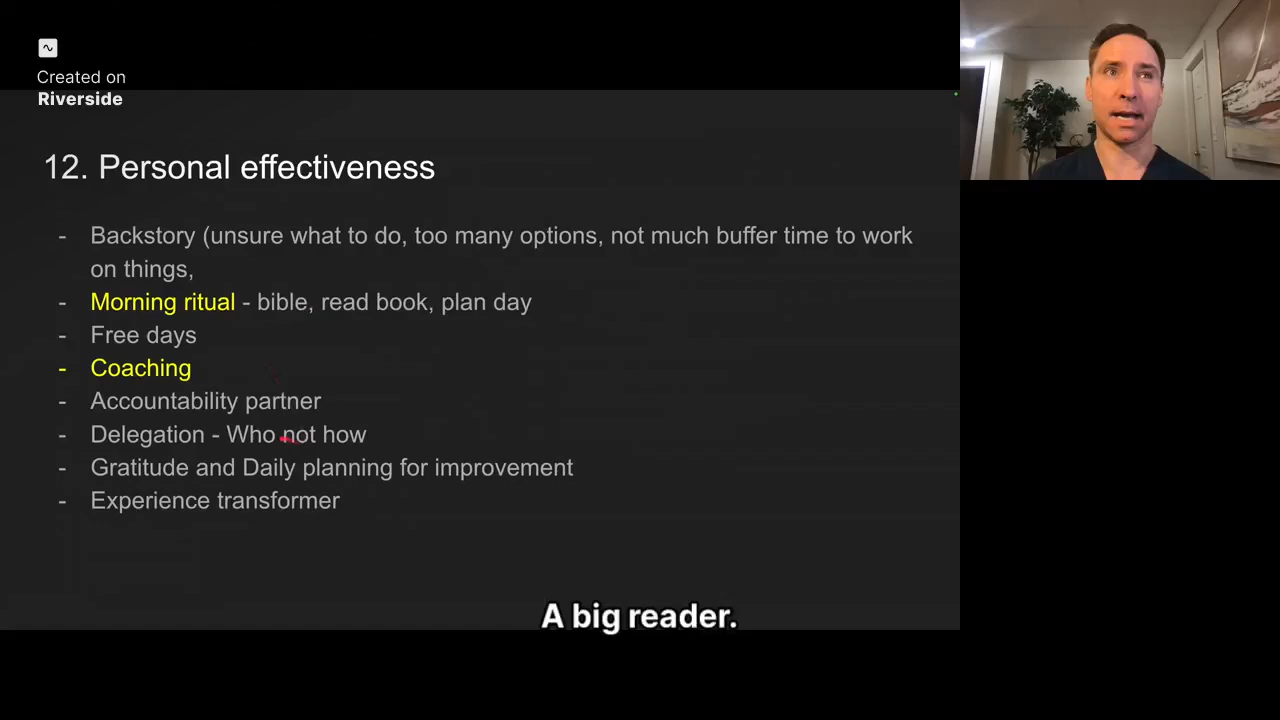 Created on
Riverside
12. Personal effectiveness
- Backstory (unsure what to do, too many options, not much buffer time to work
on things,
- Morning ritual - bible, read book, plan day
- Free days
- Coaching
- Accountability partner
- Delegation - Who not how
- Gratitude and Daily planning for improvement
- Experience transformer
A big reader.